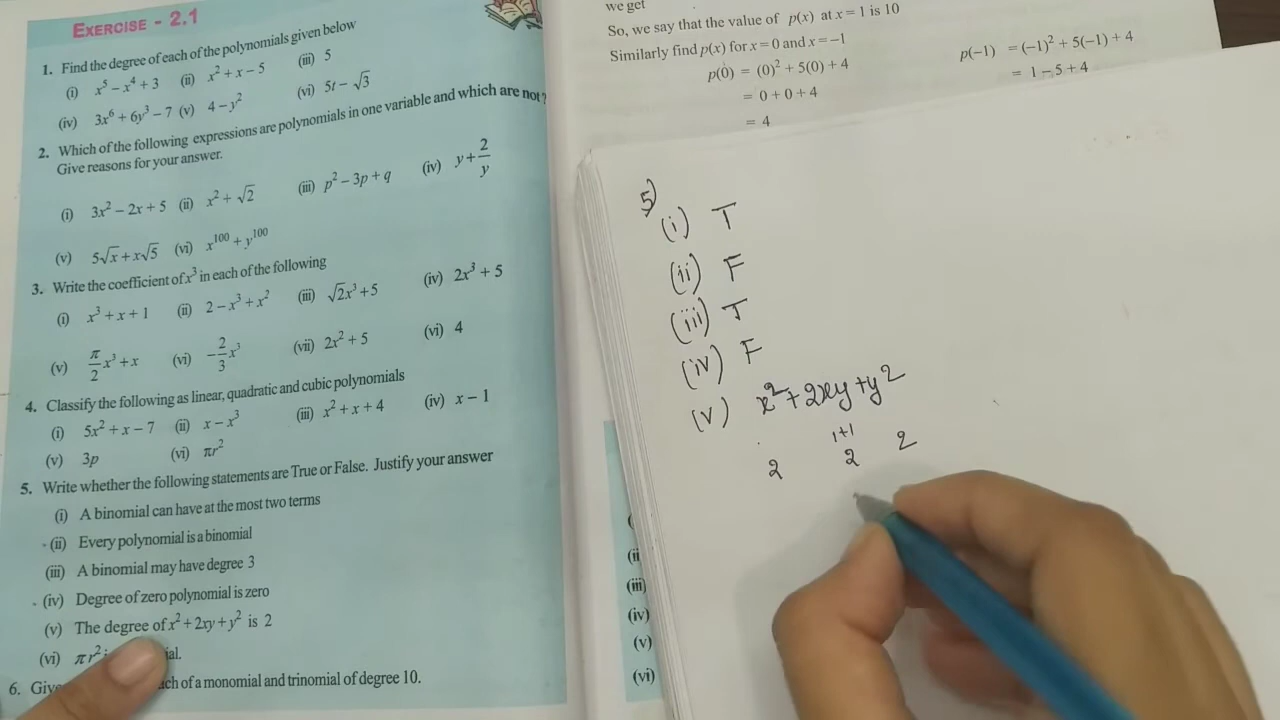 EXERCISE - 2.1
1. Find the degree of each of the polynomials given below
(i) x⁵ − x⁴ + 3 (ii) x² + x − 5 (iii) 5
(iv) 3x⁶ + 6y³ − 7 (v) 4 − y² (vi) 5t − √3
2. Which of the following expressions are polynomials in one variable and which are not ?
Give reasons for your answer.
(i) 3x² − 2x + 5 (ii) x² + √2 (iii) p² − 3p + q (iv) y + 2/y
(v) 5√x + x√5 (vi) x¹⁰⁰ + y¹⁰⁰
3. Write the coefficient of x³ in each of the following
(i) x³ + x + 1 (ii) 2 − x³ + x² (iii) √2x³ + 5 (iv) 2x³ + 5
(v) π/2 x³ + x (vi) −2/3 x³ (vii) 2x² + 5 (vi) 4
4. Classify the following as linear, quadratic and cubic polynomials
(i) 5x² + x − 7 (ii) x − x³ (iii) x² + x + 4 (iv) x − 1
(v) 3p (vi) πr²
5. Write whether the following statements are True or False. Justify your answer
(i) A binomial can have at the most two terms
(ii) Every polynomial is a binomial
(iii) A binomial may have degree 3
(iv) Degree of zero polynomial is zero
(v) The degree of x² + 2xy + y² is 2
(vi) πr²
6. of a monomial and trinomial of degree 10.
we get
So, we say that the value of p(x) at x = 1 is 10
Similarly find p(x) for x = 0 and x = −1
p(0) = (0)² + 5(0) + 4
= 0 + 0 + 4
= 4
p(−1) = (−1)² + 5(−1) + 4
= 1 − 5 + 4
5)
(i) T
(ii) F
(iii) T
(iv) F
(v) x² + 2xy + y²
1+1
2 2 2
(ii
(iii)
(iv)
(v)
(vi)